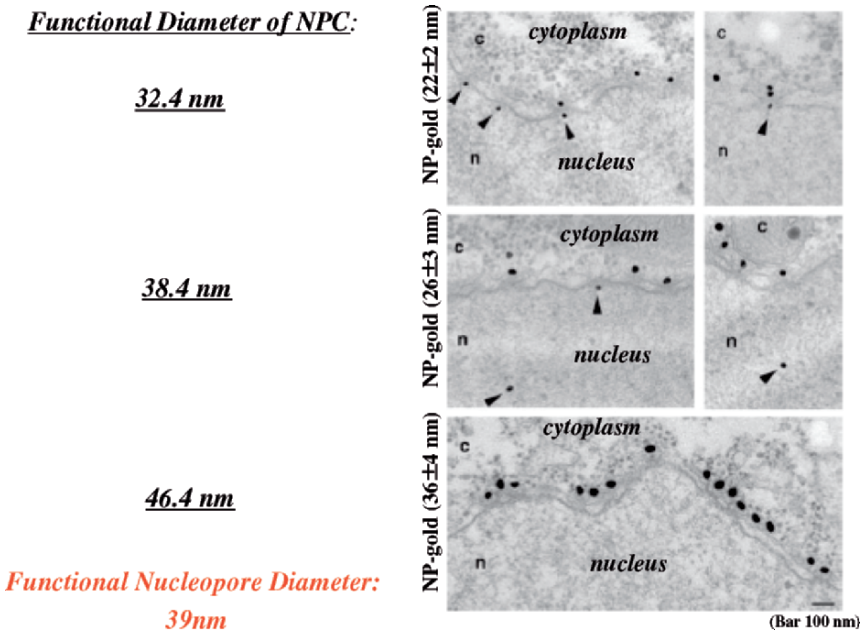 Functional Diameter of NPC:
32.4 nm
38.4 nm
46.4 nm
Functional Nucleopore Diameter:
39nm
NP-gold (22±2 nm)
c
cytoplasm
n
nucleus
c
n
NP-gold (26±3 nm)
c
cytoplasm
n
nucleus
c
n
NP-gold (36±4 nm)
c
cytoplasm
n
nucleus
(Bar 100 nm)